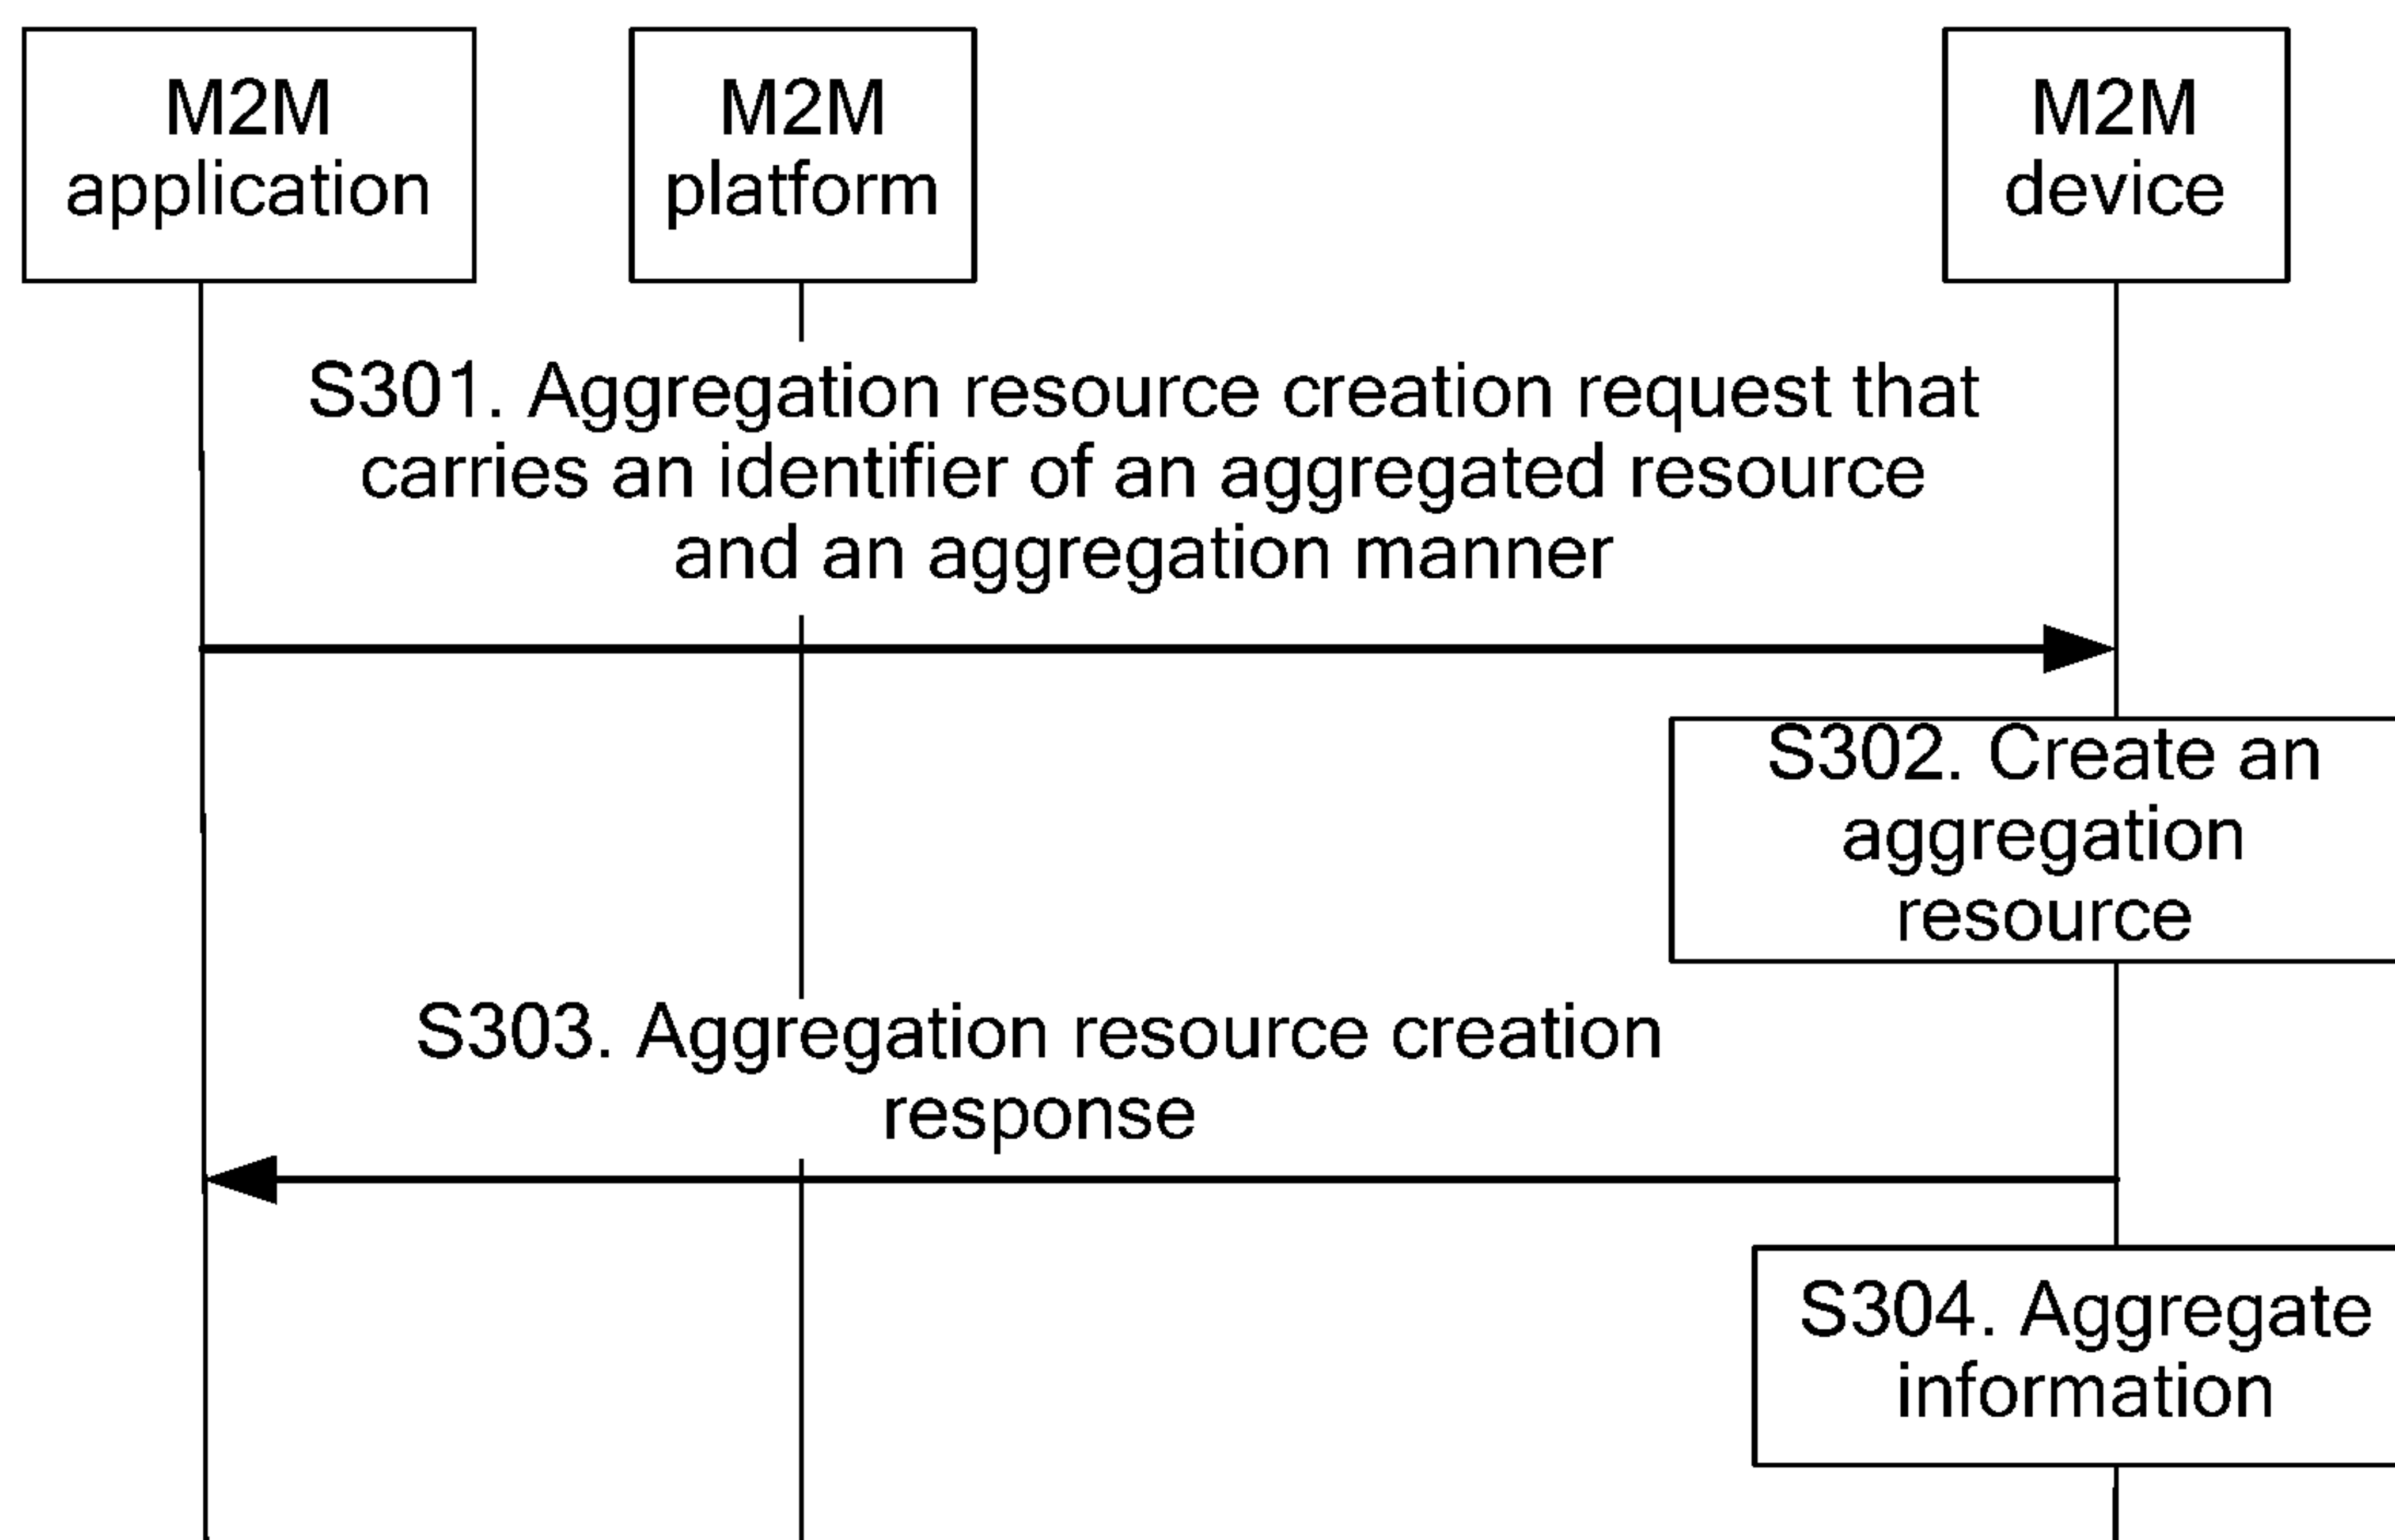 M2M
application
M2M
platform
M2M
device
S301. Aggregation resource creation request that
carries an identifier of an aggregated resource
and an aggregation manner
S302. Create an
aggregation
resource
S303. Aggregation resource creation
response
S304. Aggregate
information